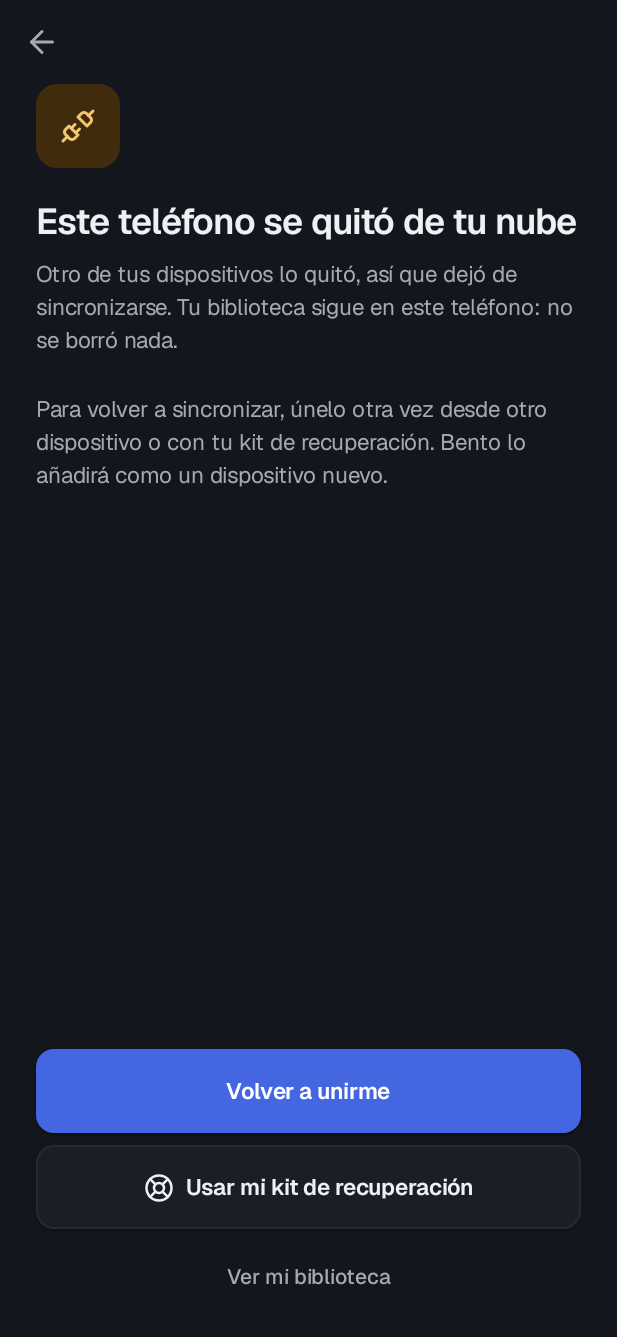 Este teléfono se quitó de tu nube
Otro de tus dispositivos lo quitó, así que dejó de
sincronizarse. Tu biblioteca sigue en este teléfono: no
se borró nada.
Para volver a sincronizar, únelo otra vez desde otro
dispositivo o con tu kit de recuperación. Bento lo
añadirá como un dispositivo nuevo.
Volver a unirme
Usar mi kit de recuperación
Ver mi biblioteca